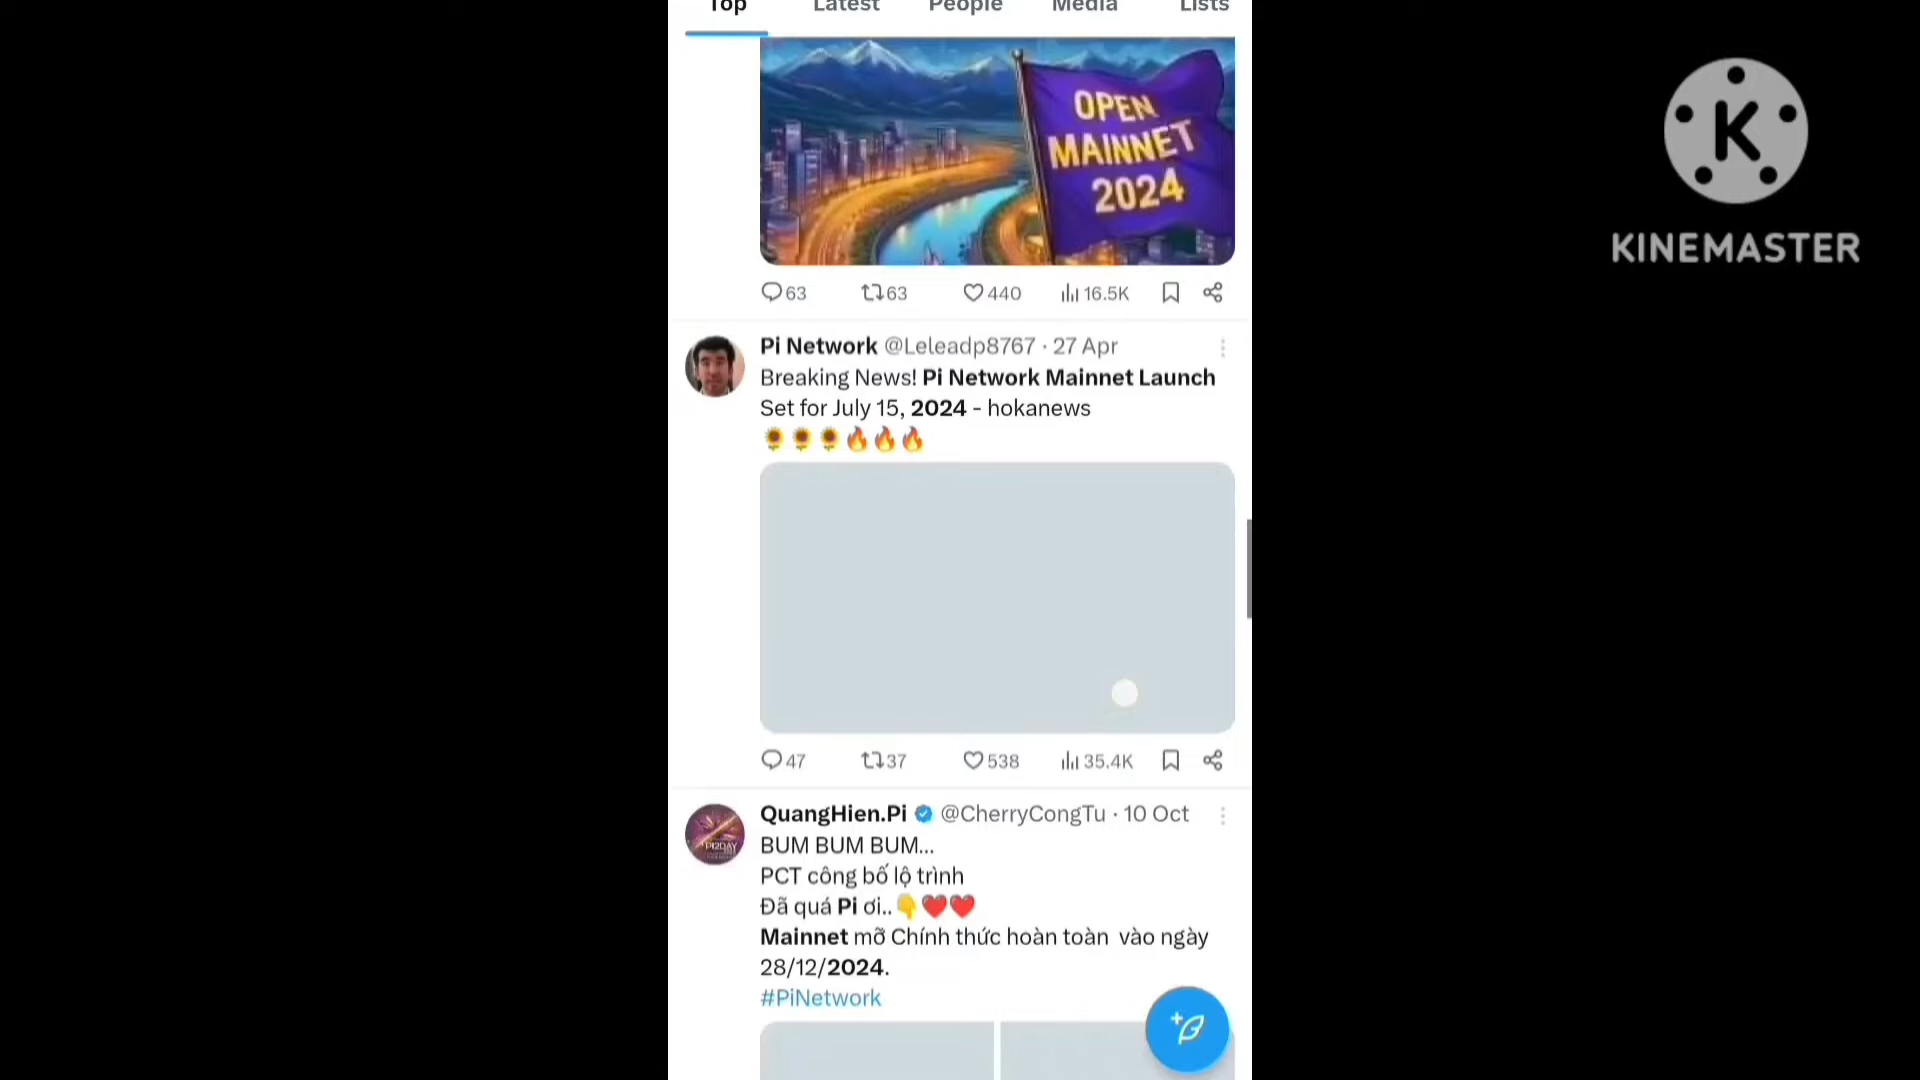 Top Latest People Media Lists
OPEN
MAINNET
2024
63 63 440 16.5K
Pi Network @Leleadp8767 · 27 Apr
Breaking News! Pi Network Mainnet Launch
Set for July 15, 2024 - hokanews
🌻🌻🌻🔥🔥🔥
47 37 538 35.4K
QuangHien.Pi @CherryCongTu · 10 Oct
BUM BUM BUM...
PCT công bố lộ trình
Đã quá Pi ơi..👇❤️❤️
Mainnet mỡ Chính thức hoàn toàn vào ngày
28/12/2024.
#PiNetwork
PI2DAY
K
KINEMASTER